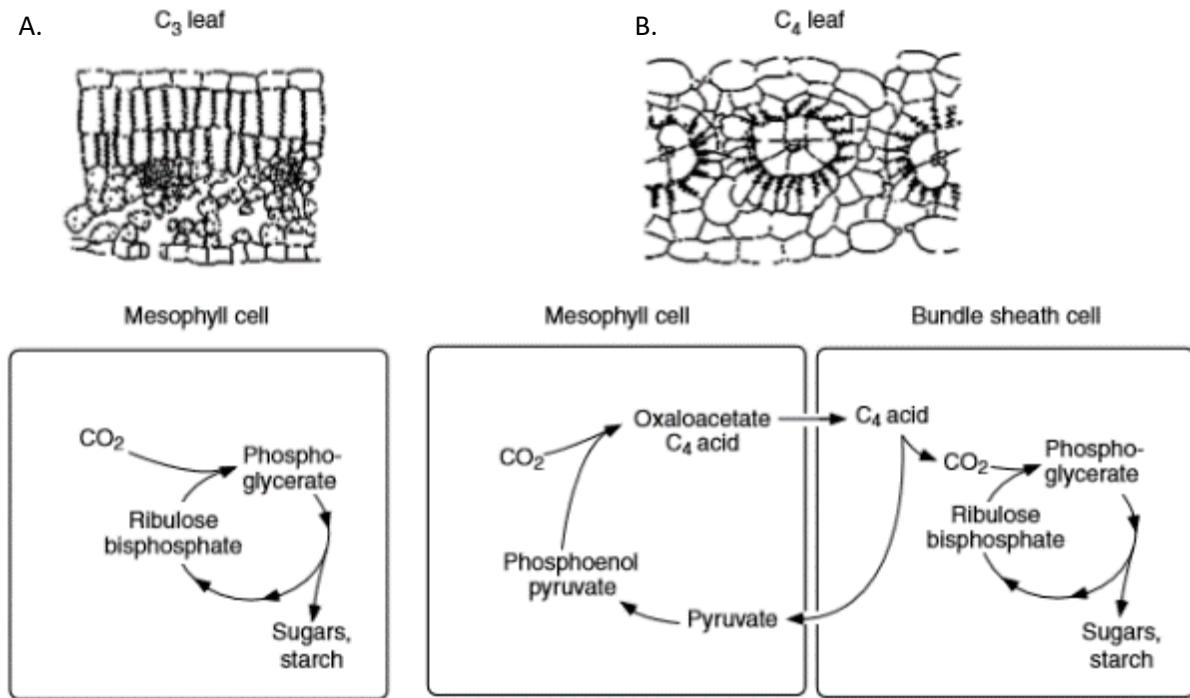 A.
C₃ leaf
B.
C₄ leaf
Mesophyll cell
CO₂
Phospho-
glycerate
Ribulose
bisphosphate
Sugars,
starch
Mesophyll cell
CO₂
Oxaloacetate
C₄ acid
Phosphoenol
pyruvate
Pyruvate
Bundle sheath cell
C₄ acid
CO₂
Phospho-
glycerate
Ribulose
bisphosphate
Sugars,
starch